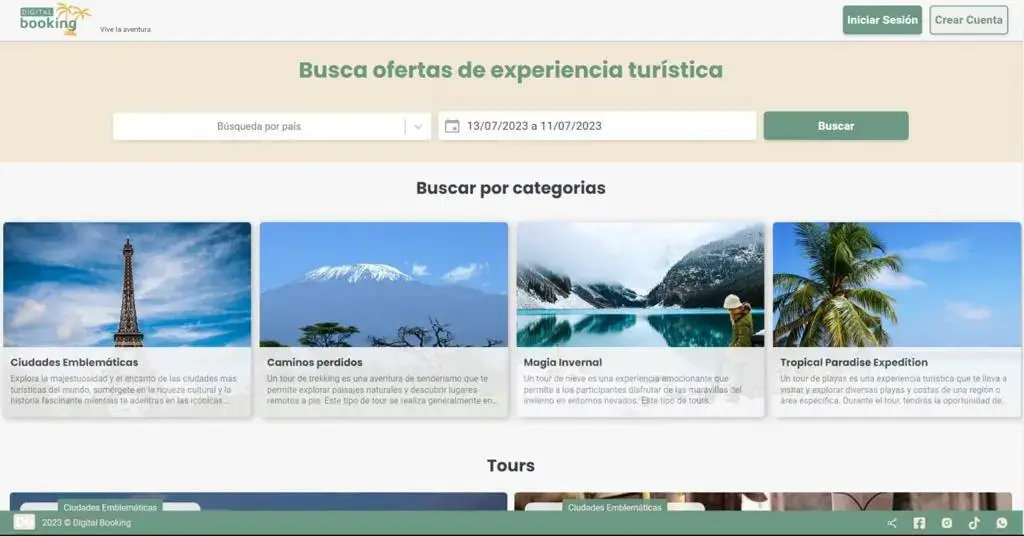 DIGITAL
booking
Vive la aventura
Iniciar Sesión
Crear Cuenta
Busca ofertas de experiencia turística
Búsqueda por país
13/07/2023 a 11/07/2023
Buscar
Buscar por categorias
Ciudades Emblemáticas
Explora la majestuosidad y el encanto de las ciudades más
turísticas del mundo, sumérgete en la riqueza cultural y la
historia fascinante mientas te adentras en las icónicas...
Caminos perdidos
Un tour de trekking es una aventura de senderismo que te
permite explorar paisajes naturales y descubrir lugares
remotos a pie. Este tipo de tour se realiza generalmente en...
Magia Invernal
Un tour de nieve es una experiencia emocionante que
permite a los participantes disfrutar de las maravillas del
invierno en entornos nevados. Este tipo de tours...
Tropical Paradise Expedition
Un tour de playas es una experiencia turística que te lleva a
visitar y explorar diversas playas y costas de una región o
área específica. Durante el tour, tendrás la oportunidad de...
Tours
Ciudades Emblemáticas
Ciudades Emblemáticas
2023 © Digital Booking